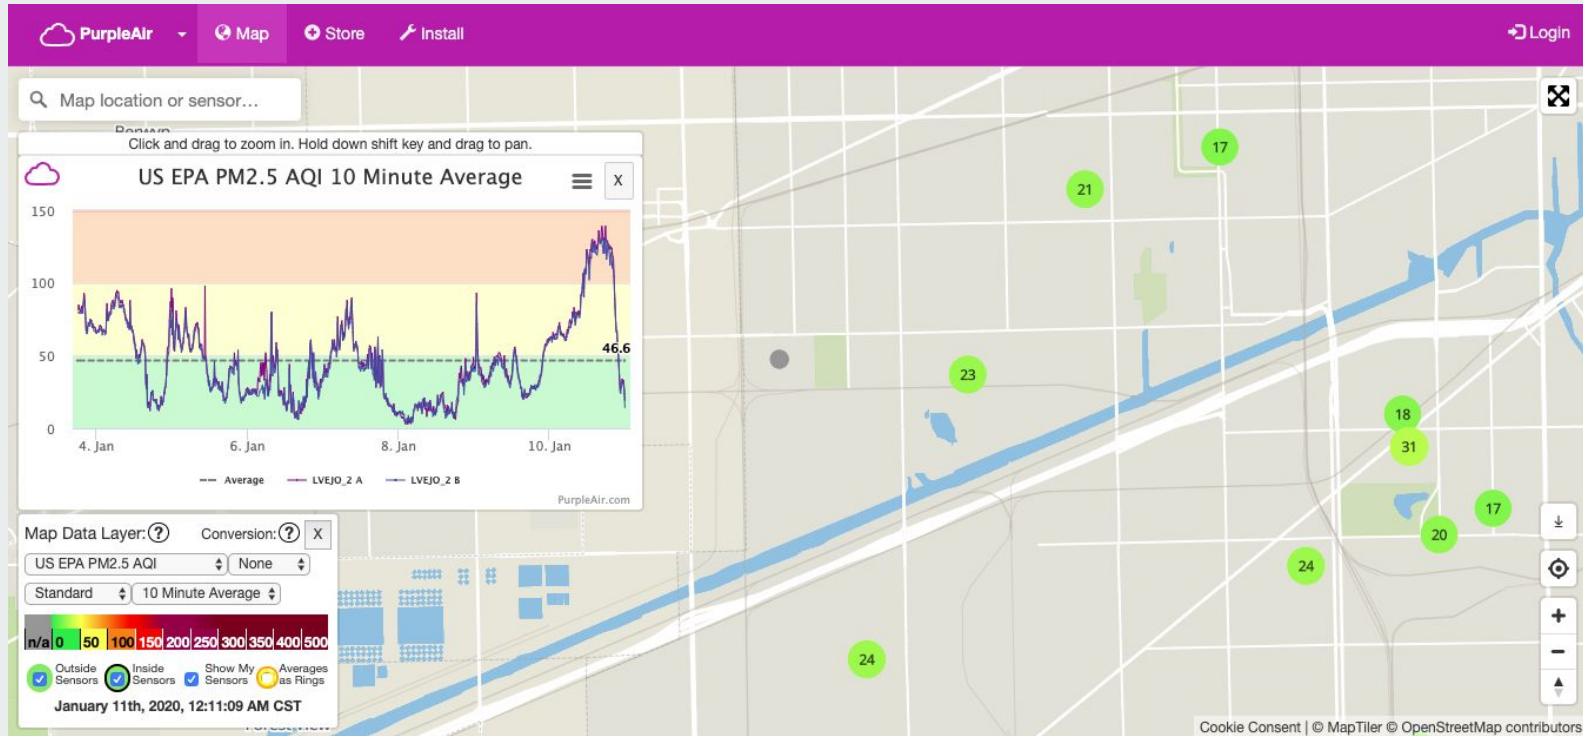 PurpleAir Map Store Install Login
Map location or sensor...
Berwyn
Click and drag to zoom in. Hold down shift key and drag to pan.
US EPA PM2.5 AQI 10 Minute Average X
150
100
50
0
46.6
4. Jan 6. Jan 8. Jan 10. Jan
Average LVEJO_2 A LVEJO_2 B
PurpleAir.com
17
21
23
18
31
17
20
24
24
Map Data Layer: ? Conversion: ? X
US EPA PM2.5 AQI None
Standard 10 Minute Average
n/a 0 50 100 150 200 250 300 350 400 500
Outside Sensors
Inside Sensors
Show My Sensors
Averages as Rings
January 11th, 2020, 12:11:09 AM CST
Forest View
Cookie Consent | © MapTiler © OpenStreetMap contributors